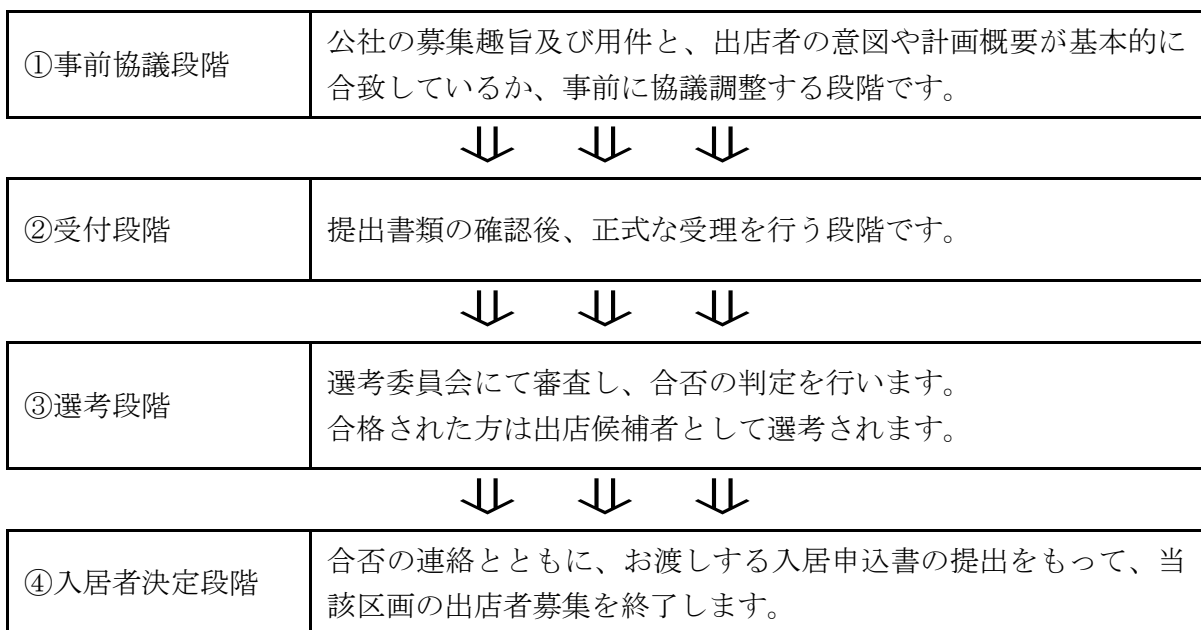 ①事前協議段階
公社の募集趣旨及び用件と、出店者の意図や計画概要が基本的に
合致しているか、事前に協議調整する段階です。
⇓ ⇓ ⇓
②受付段階
提出書類の確認後、正式な受理を行う段階です。
⇓ ⇓ ⇓
③選考段階
選考委員会にて審査し、合否の判定を行います。
合格された方は出店候補者として選考されます。
⇓ ⇓ ⇓
④入居者決定段階
合否の連絡とともに、お渡しする入居申込書の提出をもって、当
該区画の出店者募集を終了します。